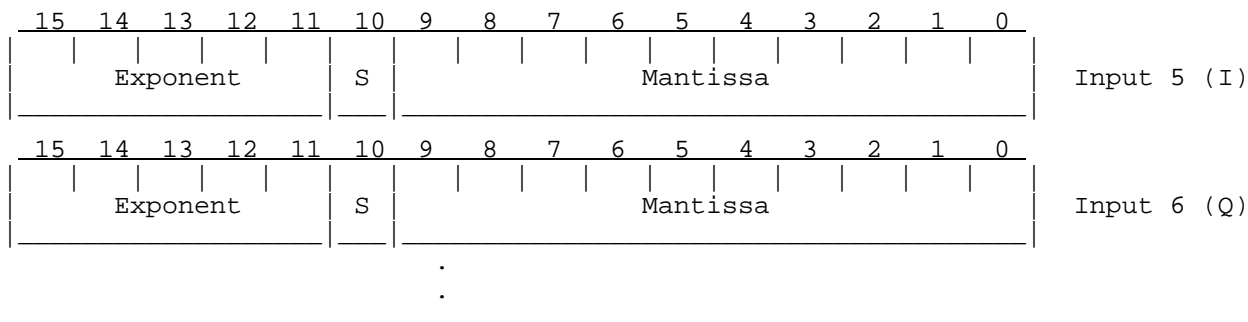 15 14 13 12 11 10 9 8 7 6 5 4 3 2 1 0
Exponent S Mantissa Input 5 (I)
15 14 13 12 11 10 9 8 7 6 5 4 3 2 1 0
Exponent S Mantissa Input 6 (Q)
.
.